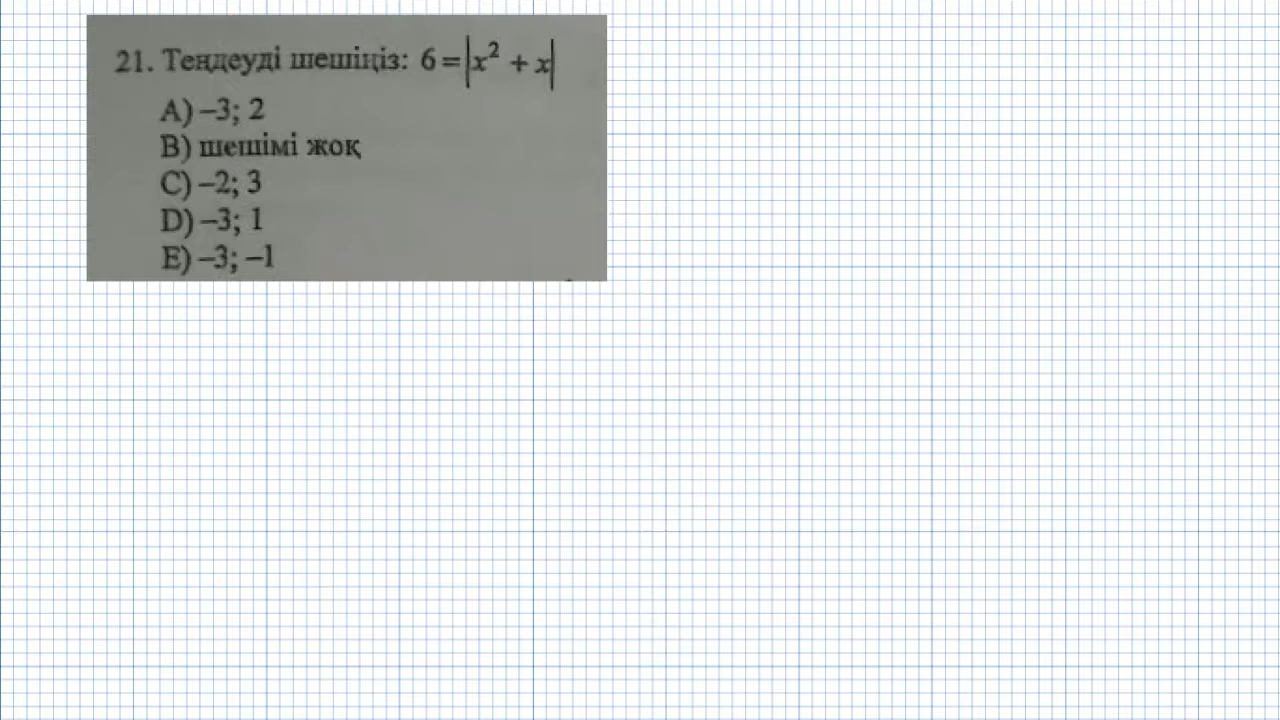 21. Теңдеуді шешіңіз: 6 = |x² + x|
A) –3; 2
B) шешімі жоқ
C) –2; 3
D) –3; 1
E) –3; –1